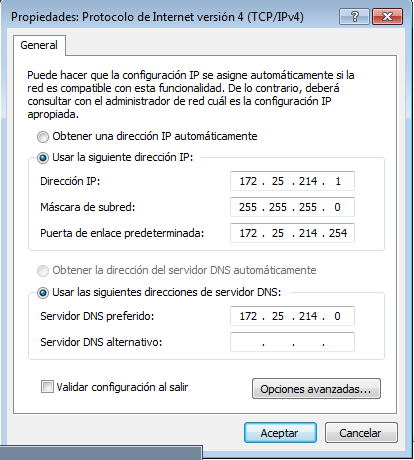 Propiedades: Protocolo de Internet versión 4 (TCP/IPv4)
General
Puede hacer que la configuración IP se asigne automáticamente si la
red es compatible con esta funcionalidad. De lo contrario, deberá
consultar con el administrador de red cuál es la configuración IP
apropiada.
Obtener una dirección IP automáticamente
Usar la siguiente dirección IP:
Dirección IP: 172 . 25 . 214 . 1
Máscara de subred: 255 . 255 . 255 . 0
Puerta de enlace predeterminada: 172 . 25 . 214 . 254
Obtener la dirección del servidor DNS automáticamente
Usar las siguientes direcciones de servidor DNS:
Servidor DNS preferido: 172 . 25 . 214 . 0
Servidor DNS alternativo: . . .
Validar configuración al salir
Opciones avanzadas...
Aceptar Cancelar